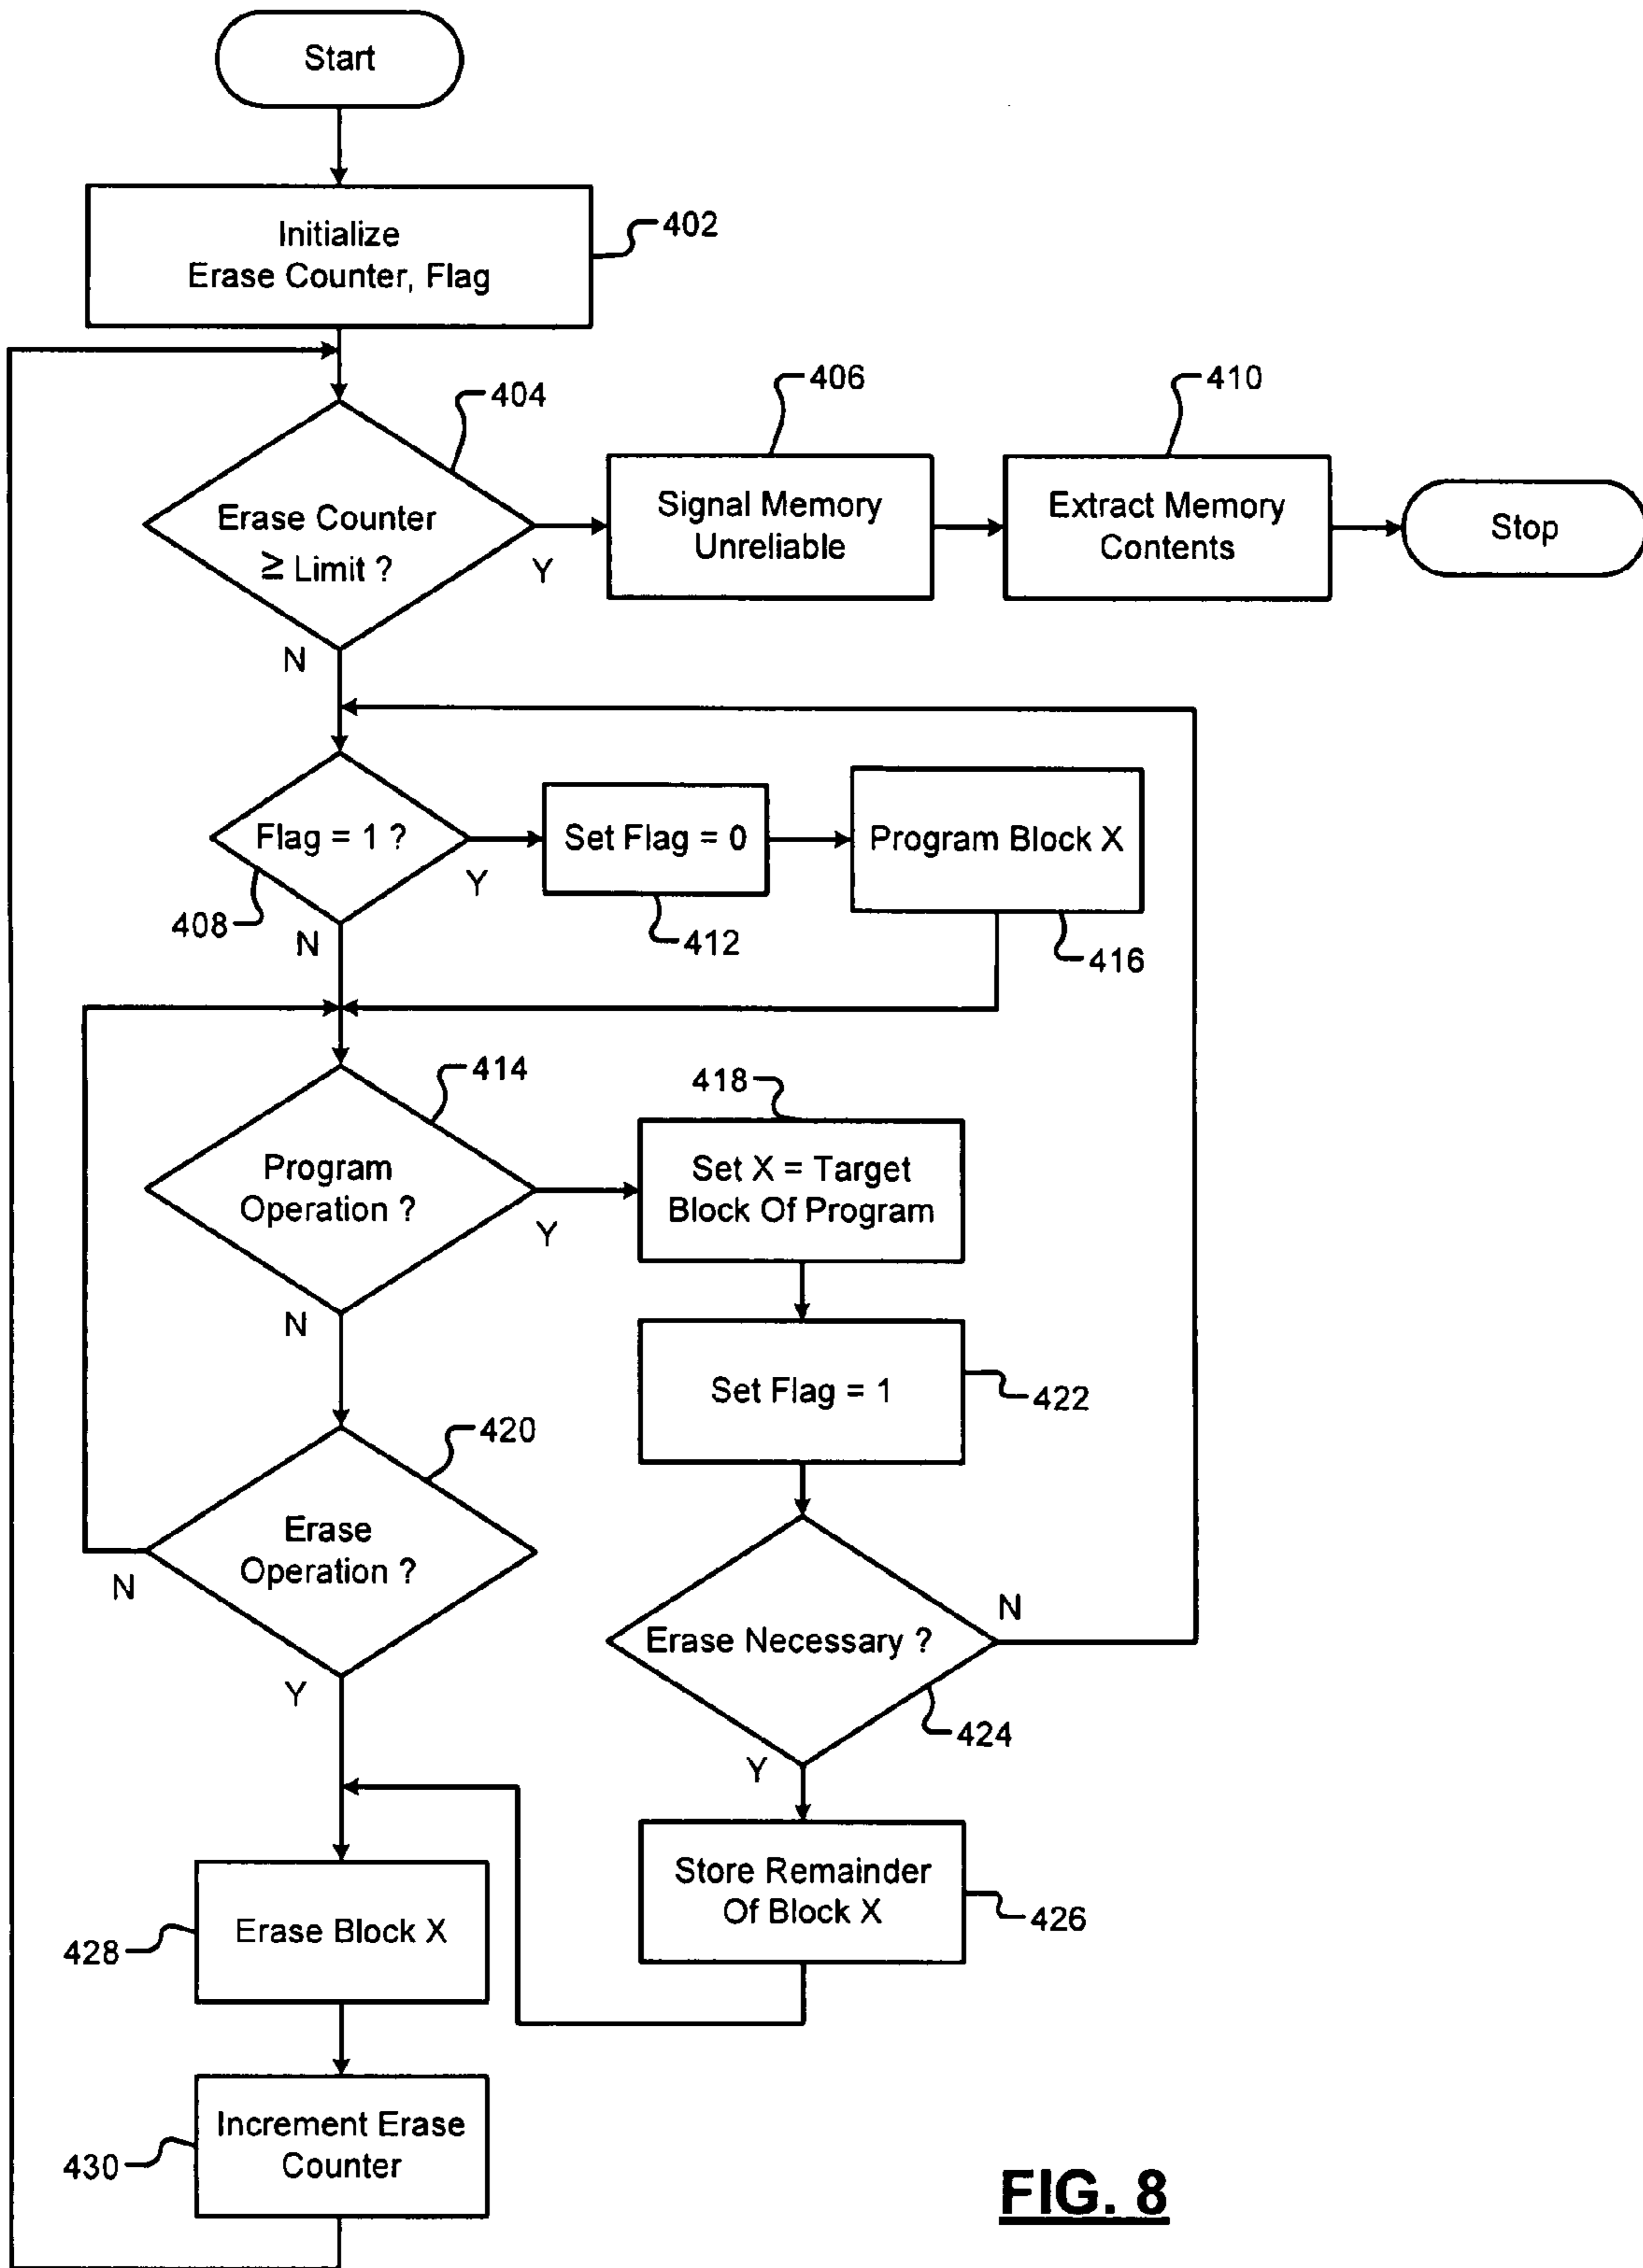 Start
Initialize
Erase Counter, Flag
402
404
406
410
Erase Counter
≥ Limit ?
Y
N
Signal Memory
Unreliable
Extract Memory
Contents
Stop
Flag = 1 ?
Y
N
408
Set Flag = 0
412
Program Block X
416
414
Program
Operation ?
Y
N
418
Set X = Target
Block Of Program
Set Flag = 1
422
420
Erase
Operation ?
N
Y
Erase Necessary ?
N
Y
424
Store Remainder
Of Block X
426
Erase Block X
428
Increment Erase
Counter
430
FIG. 8